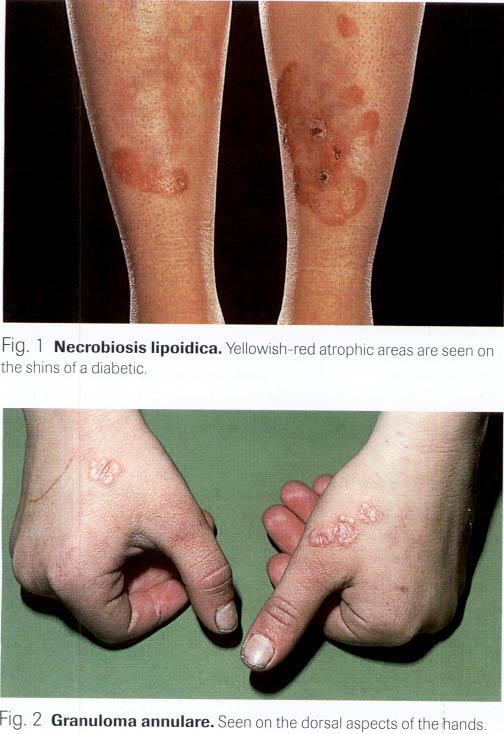 Fig. 1 Necrobiosis lipoidica. Yellowish-red atrophic areas are seen on
the shins of a diabetic.
Fig. 2 Granuloma annulare. Seen on the dorsal aspects of the hands.